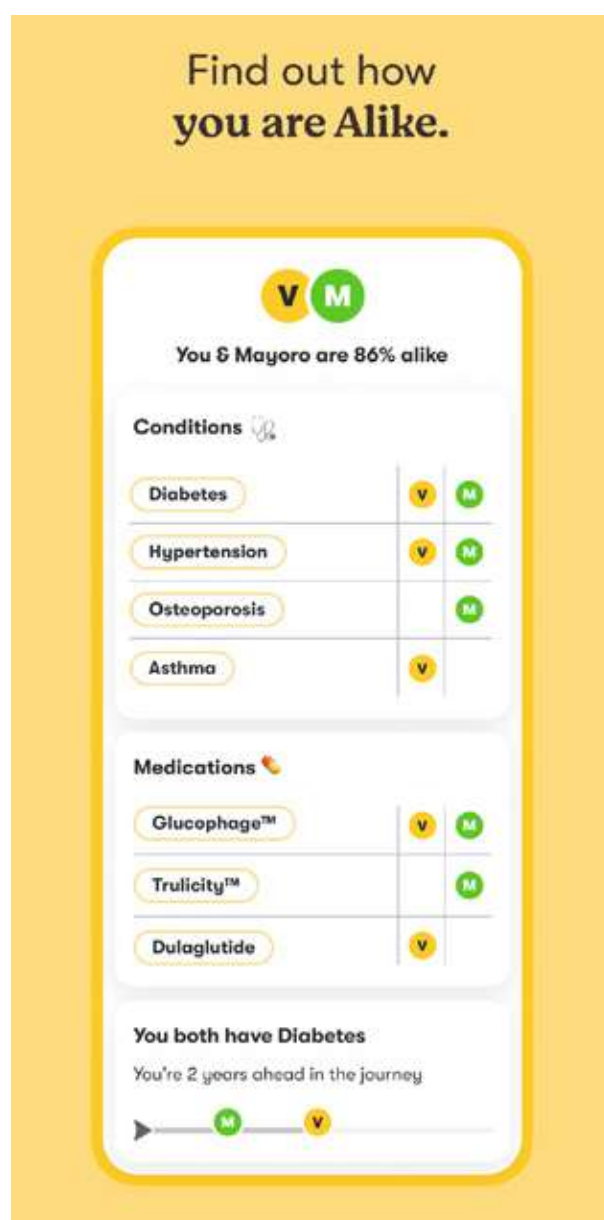 Find out how
you are Alike.
V M
You & Mayoro are 86% alike
Conditions
Diabetes V M
Hypertension V M
Osteoporosis M
Asthma V
Medications
Glucophage™ V M
Trulicity™ M
Dulaglutide V
You both have Diabetes
You're 2 years ahead in the journey
M V